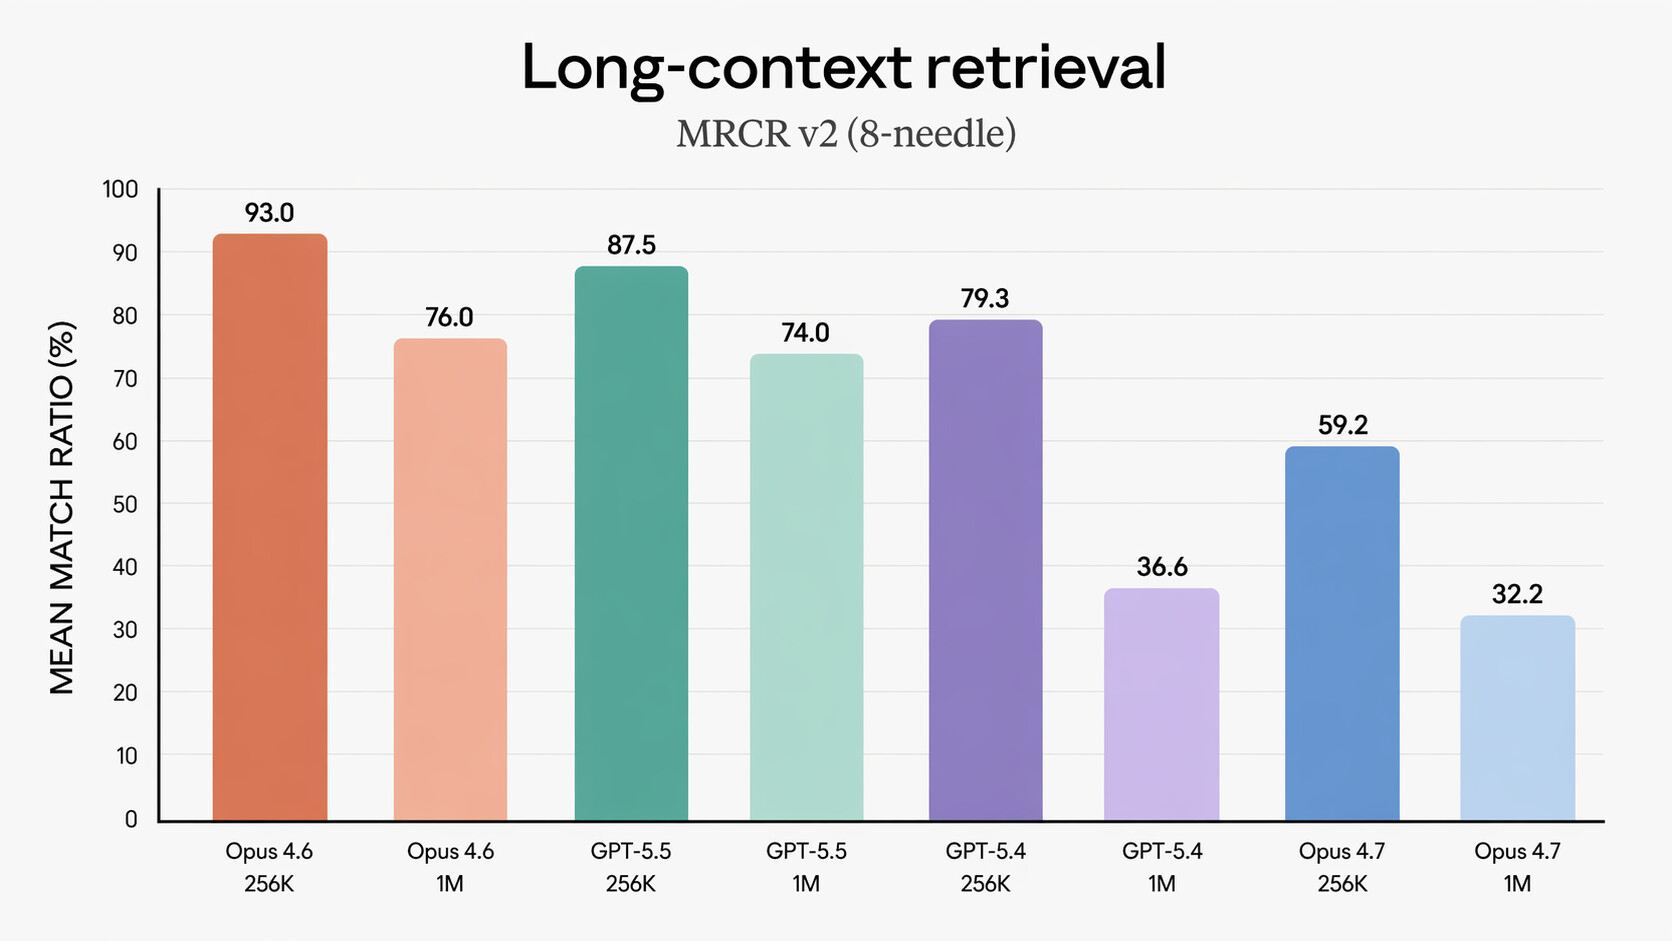 Long-context retrieval
MRCR v2 (8-needle)
MEAN MATCH RATIO (%)
100
90
80
70
60
50
40
30
20
10
0
93.0
76.0
87.5
74.0
79.3
36.6
59.2
32.2
Opus 4.6
256K
Opus 4.6
1M
GPT-5.5
256K
GPT-5.5
1M
GPT-5.4
256K
GPT-5.4
1M
Opus 4.7
256K
Opus 4.7
1M